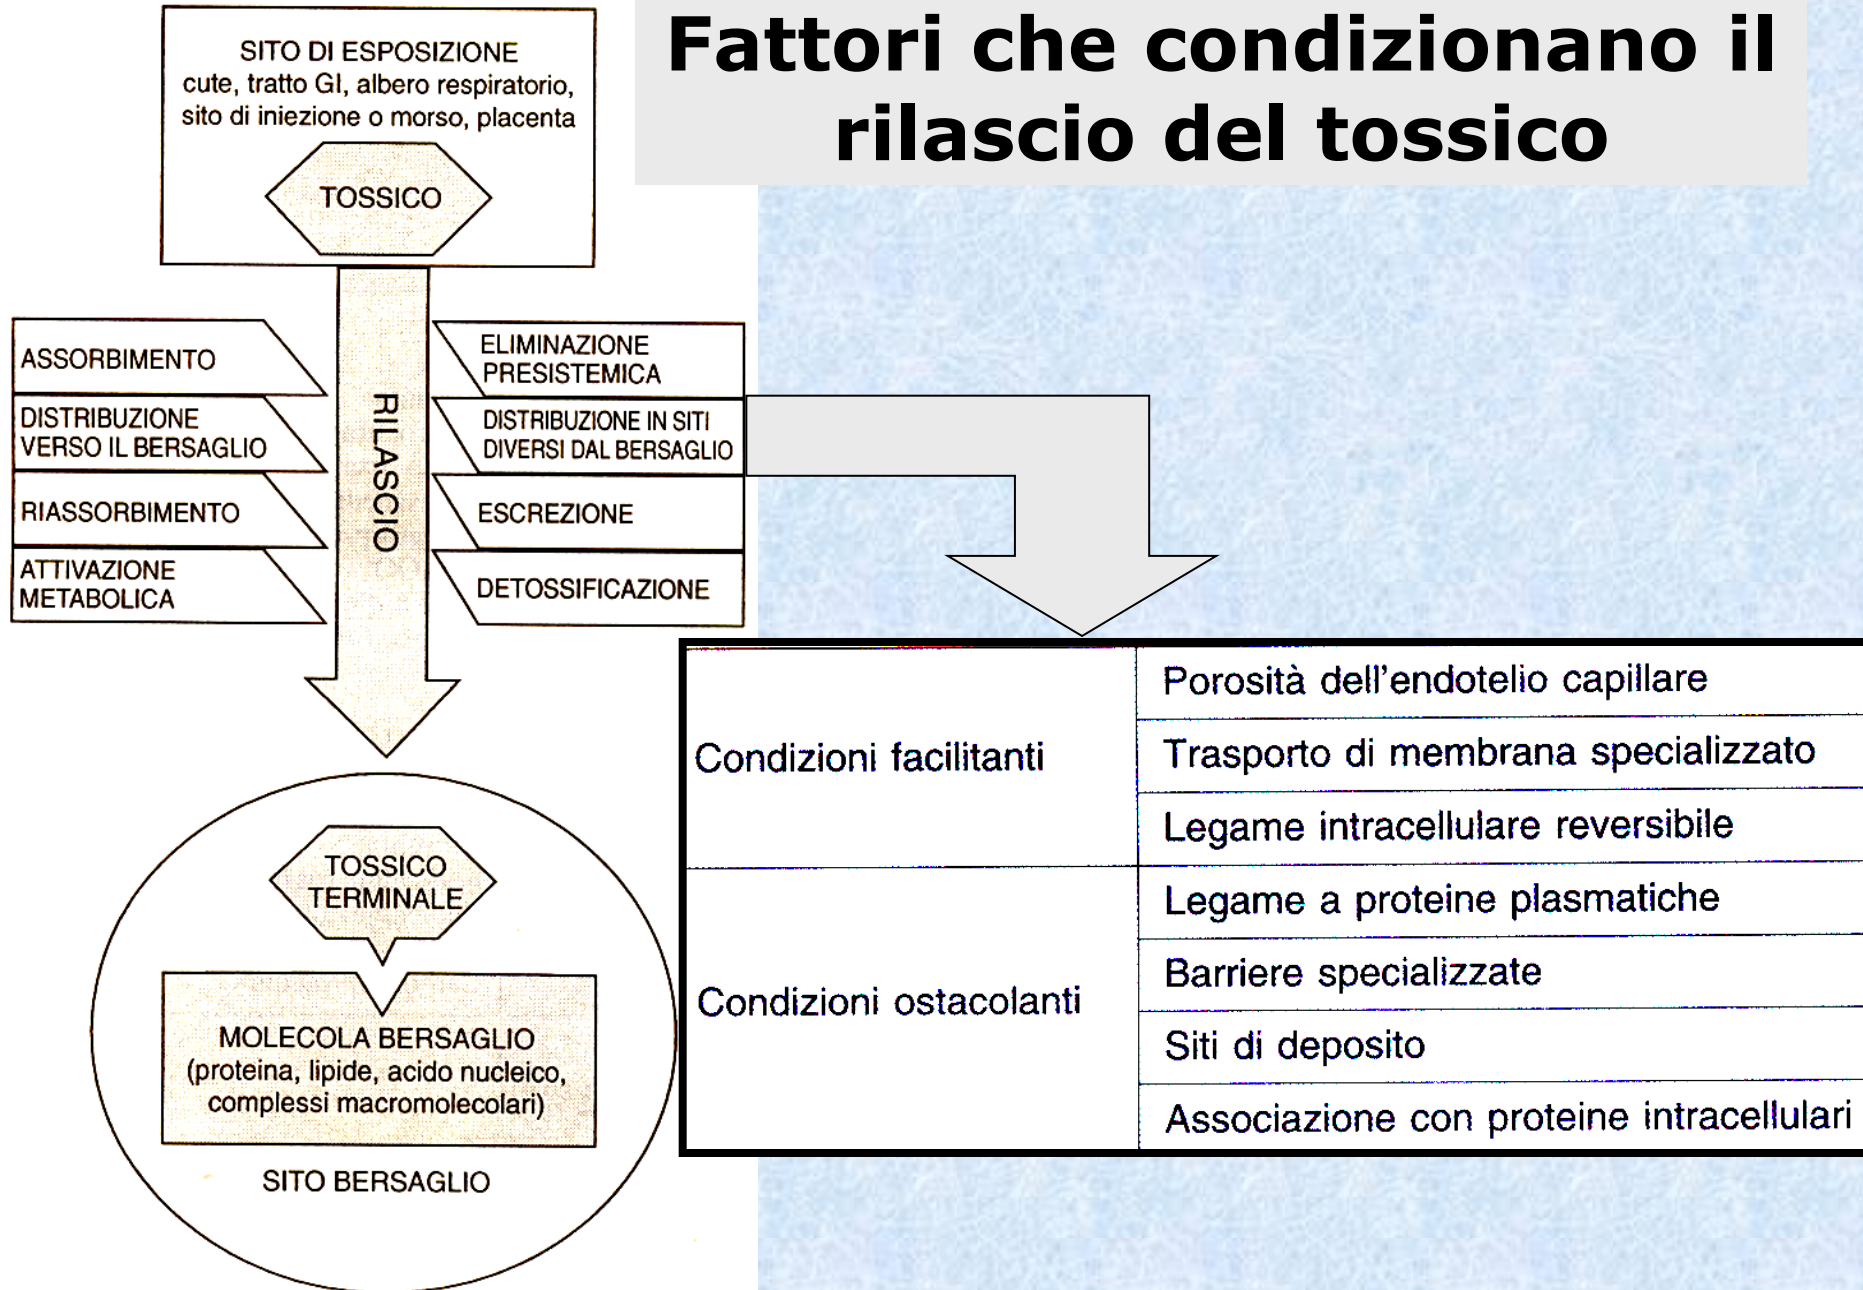 Fattori che condizionano il
rilascio del tossico
SITO DI ESPOSIZIONE
cute, tratto GI, albero respiratorio,
sito di iniezione o morso, placenta
TOSSICO
RILASCIO
ASSORBIMENTO
DISTRIBUZIONE
VERSO IL BERSAGLIO
RIASSORBIMENTO
ATTIVAZIONE
METABOLICA
ELIMINAZIONE
PRESISTEMICA
DISTRIBUZIONE IN SITI
DIVERSI DAL BERSAGLIO
ESCREZIONE
DETOSSIFICAZIONE
TOSSICO
TERMINALE
MOLECOLA BERSAGLIO
(proteina, lipide, acido nucleico,
complessi macromolecolari)
SITO BERSAGLIO
Condizioni facilitanti
Porosità dell'endotelio capillare
Trasporto di membrana specializzato
Legame intracellulare reversibile
Condizioni ostacolanti
Legame a proteine plasmatiche
Barriere specializzate
Siti di deposito
Associazione con proteine intracellulari